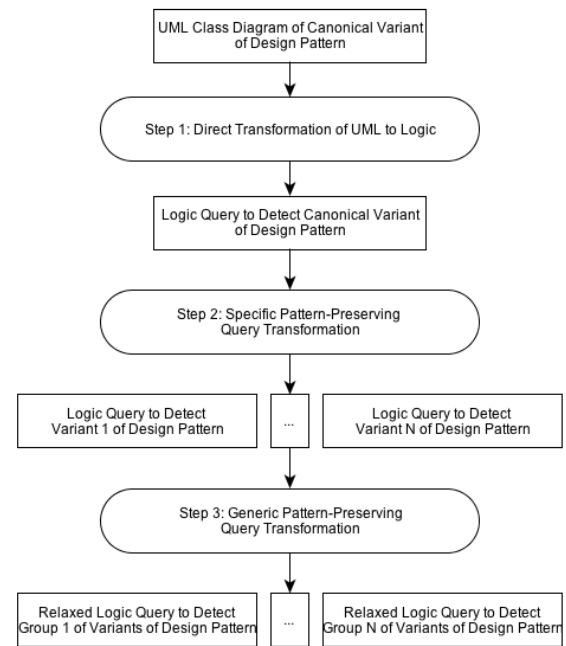 UML Class Diagram of Canonical Variant
of Design Pattern
Step 1: Direct Transformation of UML to Logic
Logic Query to Detect Canonical Variant
of Design Pattern
Step 2: Specific Pattern-Preserving
Query Transformation
Logic Query to Detect
Variant 1 of Design Pattern
...
Logic Query to Detect
Variant N of Design Pattern
Step 3: Generic Pattern-Preserving
Query Transformation
Relaxed Logic Query to Detect
Group 1 of Variants of Design Pattern
...
Relaxed Logic Query to Detect
Group N of Variants of Design Pattern